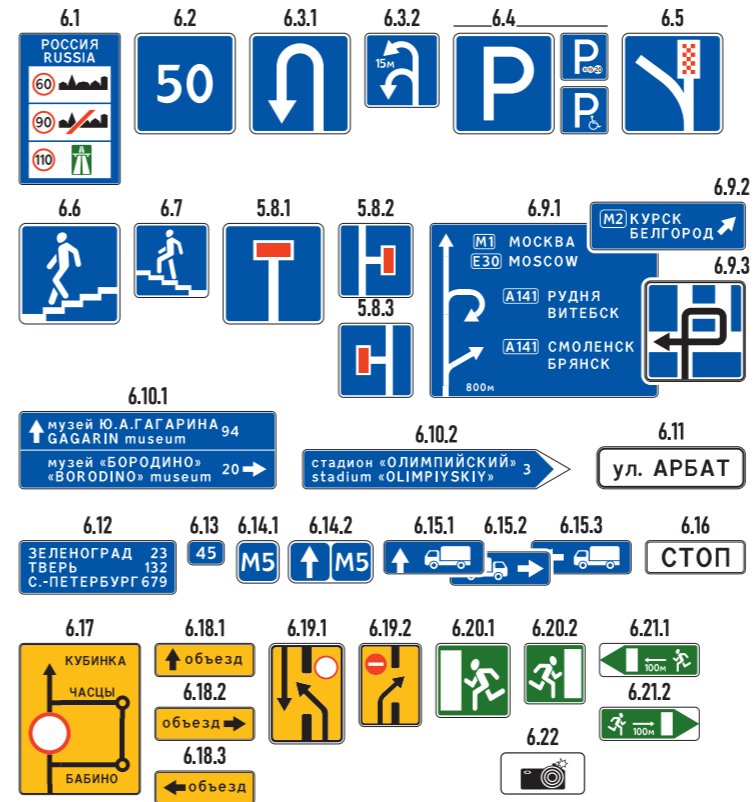 6.1
6.2
6.3.1
6.3.2
6.4
6.5
РОССИЯ
RUSSIA
60
90
110
50
15м
P
P
P
6.6
6.7
5.8.1
5.8.2
5.8.3
6.9.1
6.9.2
6.9.3
М1 МОСКВА
Е30 MOSCOW
А141 РУДНЯ
ВИТЕБСК
А141 СМОЛЕНСК
БРЯНСК
800м
М2 КУРСК
БЕЛГОРОД
6.10.1
музей Ю.А.ГАГАРИНА 94
GAGARIN museum
музей «БОРОДИНО» 20
«BORODINO» museum
6.10.2
стадион «ОЛИМПИЙСКИЙ» 3
stadium «OLIMPIYSKIY»
6.11
ул. АРБАТ
6.12
6.13
6.14.1
6.14.2
6.15.1
6.15.2
6.15.3
6.16
ЗЕЛЕНОГРАД 23
ТВЕРЬ 132
С.-ПЕТЕРБУРГ 679
45
М5
М5
СТОП
6.17
6.18.1
6.18.2
6.18.3
6.19.1
6.19.2
6.20.1
6.20.2
6.21.1
6.21.2
6.22
КУБИНКА
ЧАСЦЫ
БАБИНО
объезд
объезд
объезд
100м
100м